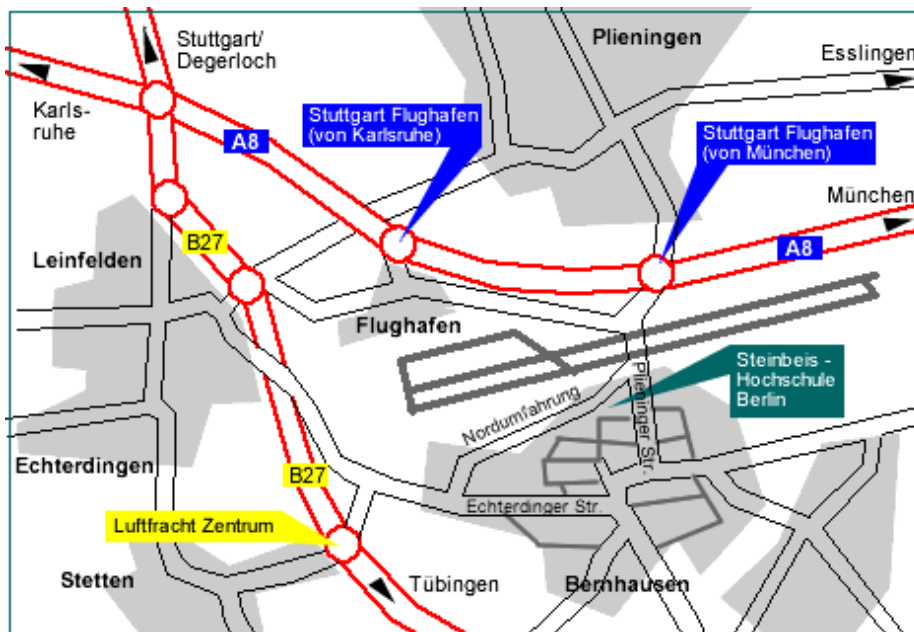 Stuttgart/
Degerloch
Plieningen
Esslingen
Karls-
ruhe
A8
Stuttgart Flughafen
(von Karlsruhe)
Stuttgart Flughafen
(von München)
München
B27
A8
Leinfelden
Flughafen
Steinbeis -
Hochschule
Berlin
Plieninger Str.
Nordumfahrung
Echterdingen
B27
Echterdinger Str.
Luftfracht Zentrum
Stetten
Tübingen
Bernhausen